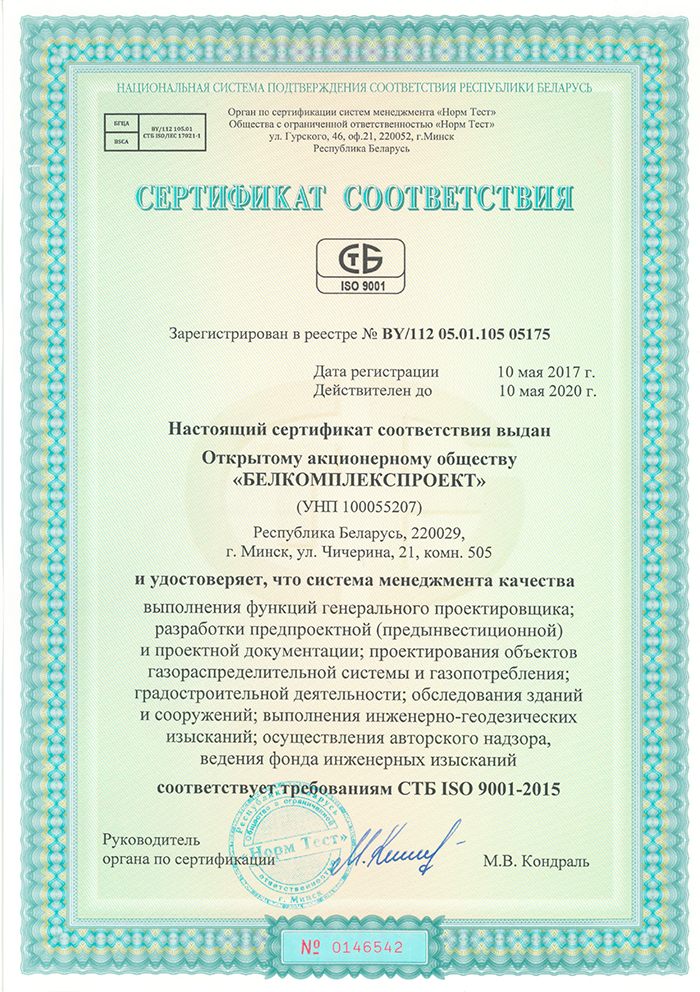 НАЦИОНАЛЬНАЯ СИСТЕМА ПОДТВЕРЖДЕНИЯ СООТВЕТСТВИЯ РЕСПУБЛИКИ БЕЛАРУСЬ
БГЦА
BSCA
BY/112 105.01
СТБ ISO/IEC 17021-1
Орган по сертификации систем менеджмента «Норм Тест»
Общества с ограниченной ответственностью «Норм Тест»
ул. Гурского, 46, оф.21, 220052, г.Минск
Республика Беларусь
СЕРТИФИКАТ СООТВЕТСТВИЯ
СТБ
ISO 9001
Зарегистрирован в реестре № BY/112 05.01.105 05175
Дата регистрации 10 мая 2017 г.
Действителен до 10 мая 2020 г.
Настоящий сертификат соответствия выдан
Открытому акционерному обществу
«БЕЛКОМПЛЕКСПРОЕКТ»
(УНП 100055207)
Республика Беларусь, 220029,
г. Минск, ул. Чичерина, 21, комн. 505
и удостоверяет, что система менеджмента качества
выполнения функций генерального проектировщика;
разработки предпроектной (предынвестиционной)
и проектной документации; проектирования объектов
газораспределительной системы и газопотребления;
градостроительной деятельности; обследования зданий
и сооружений; выполнения инженерно-геодезических
изысканий; осуществления авторского надзора,
ведения фонда инженерных изысканий
соответствует требованиям СТБ ISO 9001-2015
Республика Беларусь
общество с ограниченной
«Норм Тест»
ответственностью
г. Минск
Руководитель
органа по сертификации
М.В. Кондраль
№ 0146542